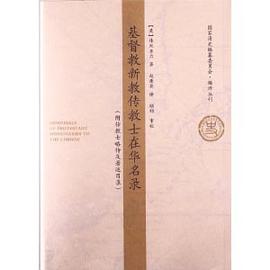 国家清史编纂委员会·编译丛刊
[英]伟烈亚力 著 赵康英 译 顾钧 审校
基督教新教传教士在华名录
（附传教士略传及著述目录）
MEMORIALS
OF PROTESTANT
MISSIONARIES TO
THE CHINESE